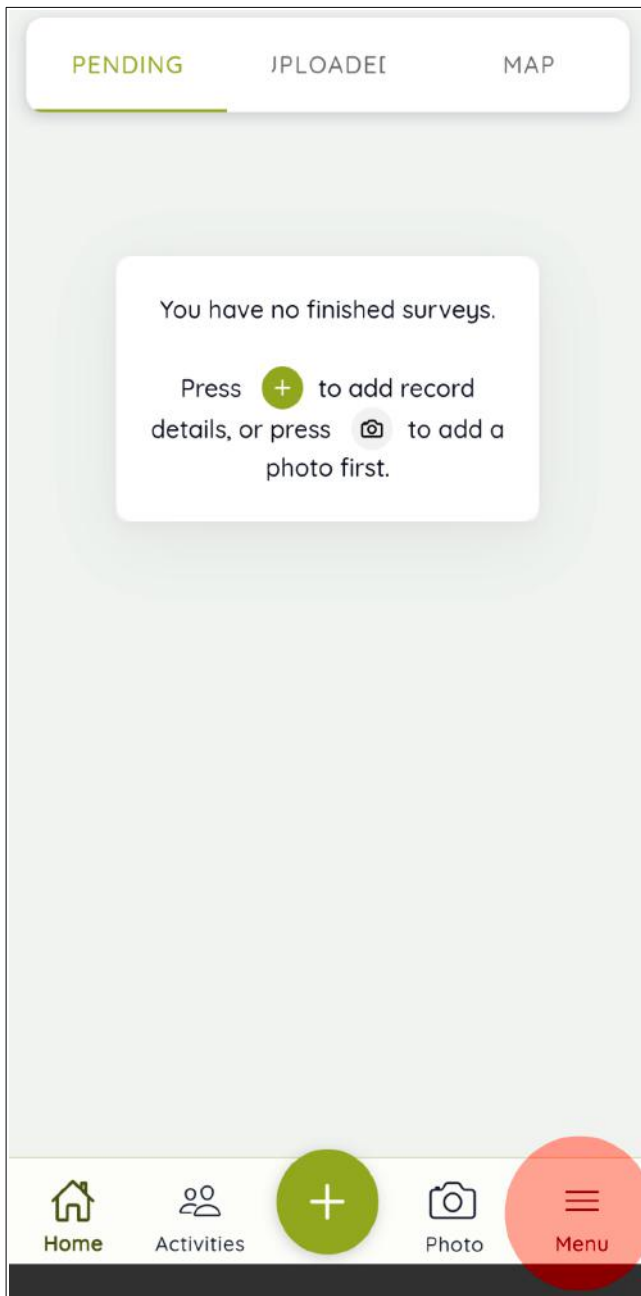 PENDING
JPLOADE[
MAP
You have no finished surveys.
Press + to add record
details, or press to add a
photo first.
+
Home
Activities
Photo
Menu